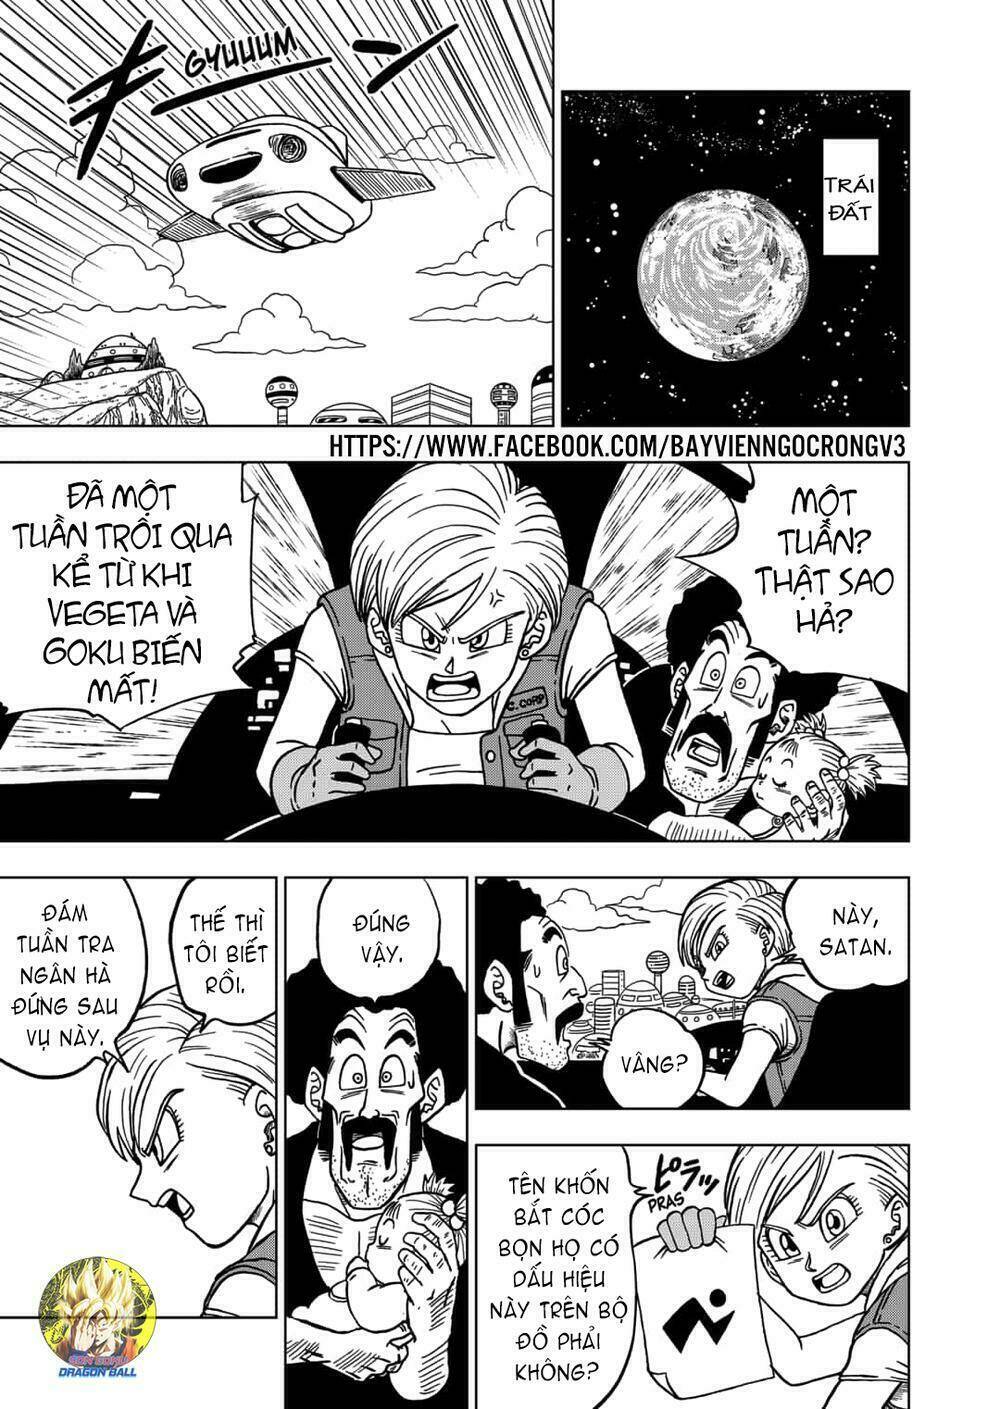 TRÁI
ĐẤT
GYUUUM
HTTPS://WWW.FACEBOOK.COM/BAYVIENNGOCRONGV3
MỘT
TUẦN?
THẬT SAO
HẢ?
ĐÃ MỘT
TUẦN TRÔI QUA
KỂ TỪ KHI
VEGETA VÀ
GOKU BIẾN
MẤT!
C.CORP
NÀY,
SATAN.
VÂNG?
ピラッ
PRAS
TÊN KHỐN
BẮT CÓC
BỌN HỌ CÓ
DẤU HIỆU
NÀY TRÊN BỘ
ĐỒ PHẢI
KHÔNG?
ĐÚNG
VẬY.
THẾ THÌ
TÔI BIẾT
RỒI.
ĐÁM
TUẦN TRA
NGÂN HÀ
ĐỨNG SAU
VỤ NÀY.
SON GOKU
DRAGON BALL